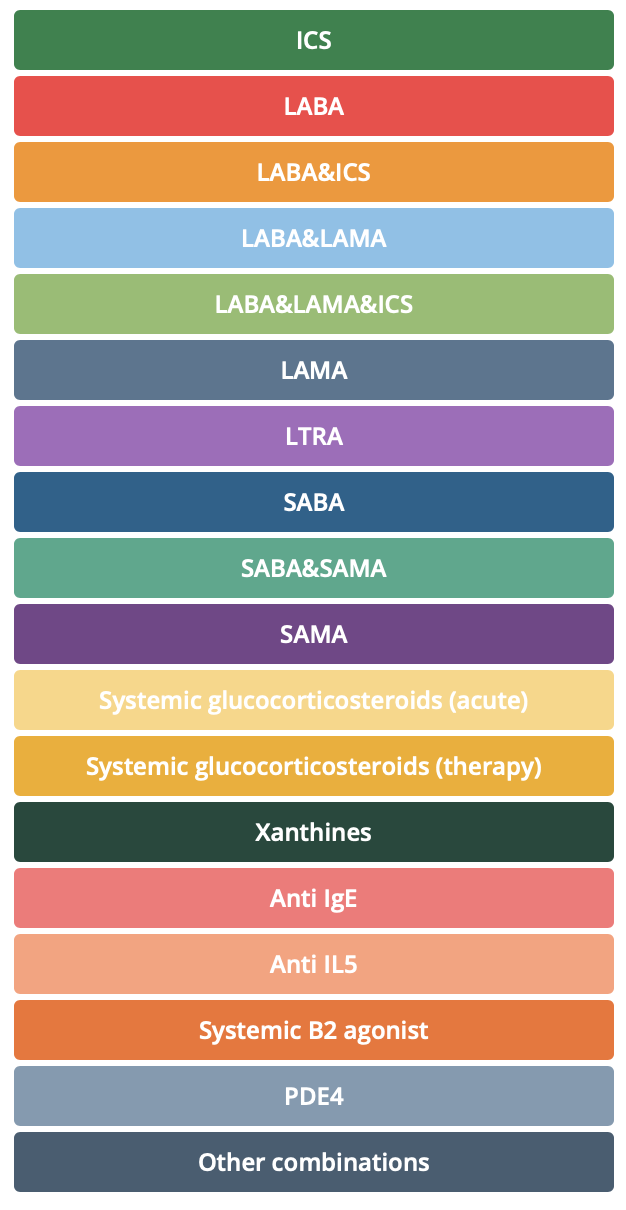 ICS
LABA
LABA&ICS
LABA&LAMA
LABA&LAMA&ICS
LAMA
LTRA
SABA
SABA&SAMA
SAMA
Systemic glucocorticosteroids (acute)
Systemic glucocorticosteroids (therapy)
Xanthines
Anti IgE
Anti IL5
Systemic B2 agonist
PDE4
Other combinations